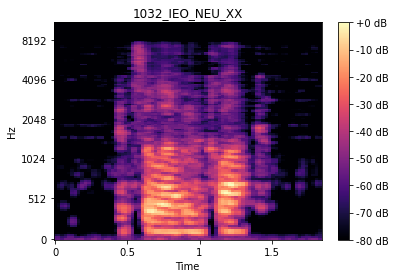 1032_IEO_NEU_XX
8192
4096
2048
1024
512
0
Hz
0
0.5
1
1.5
Time
+0 dB
-10 dB
-20 dB
-30 dB
-40 dB
-50 dB
-60 dB
-70 dB
-80 dB